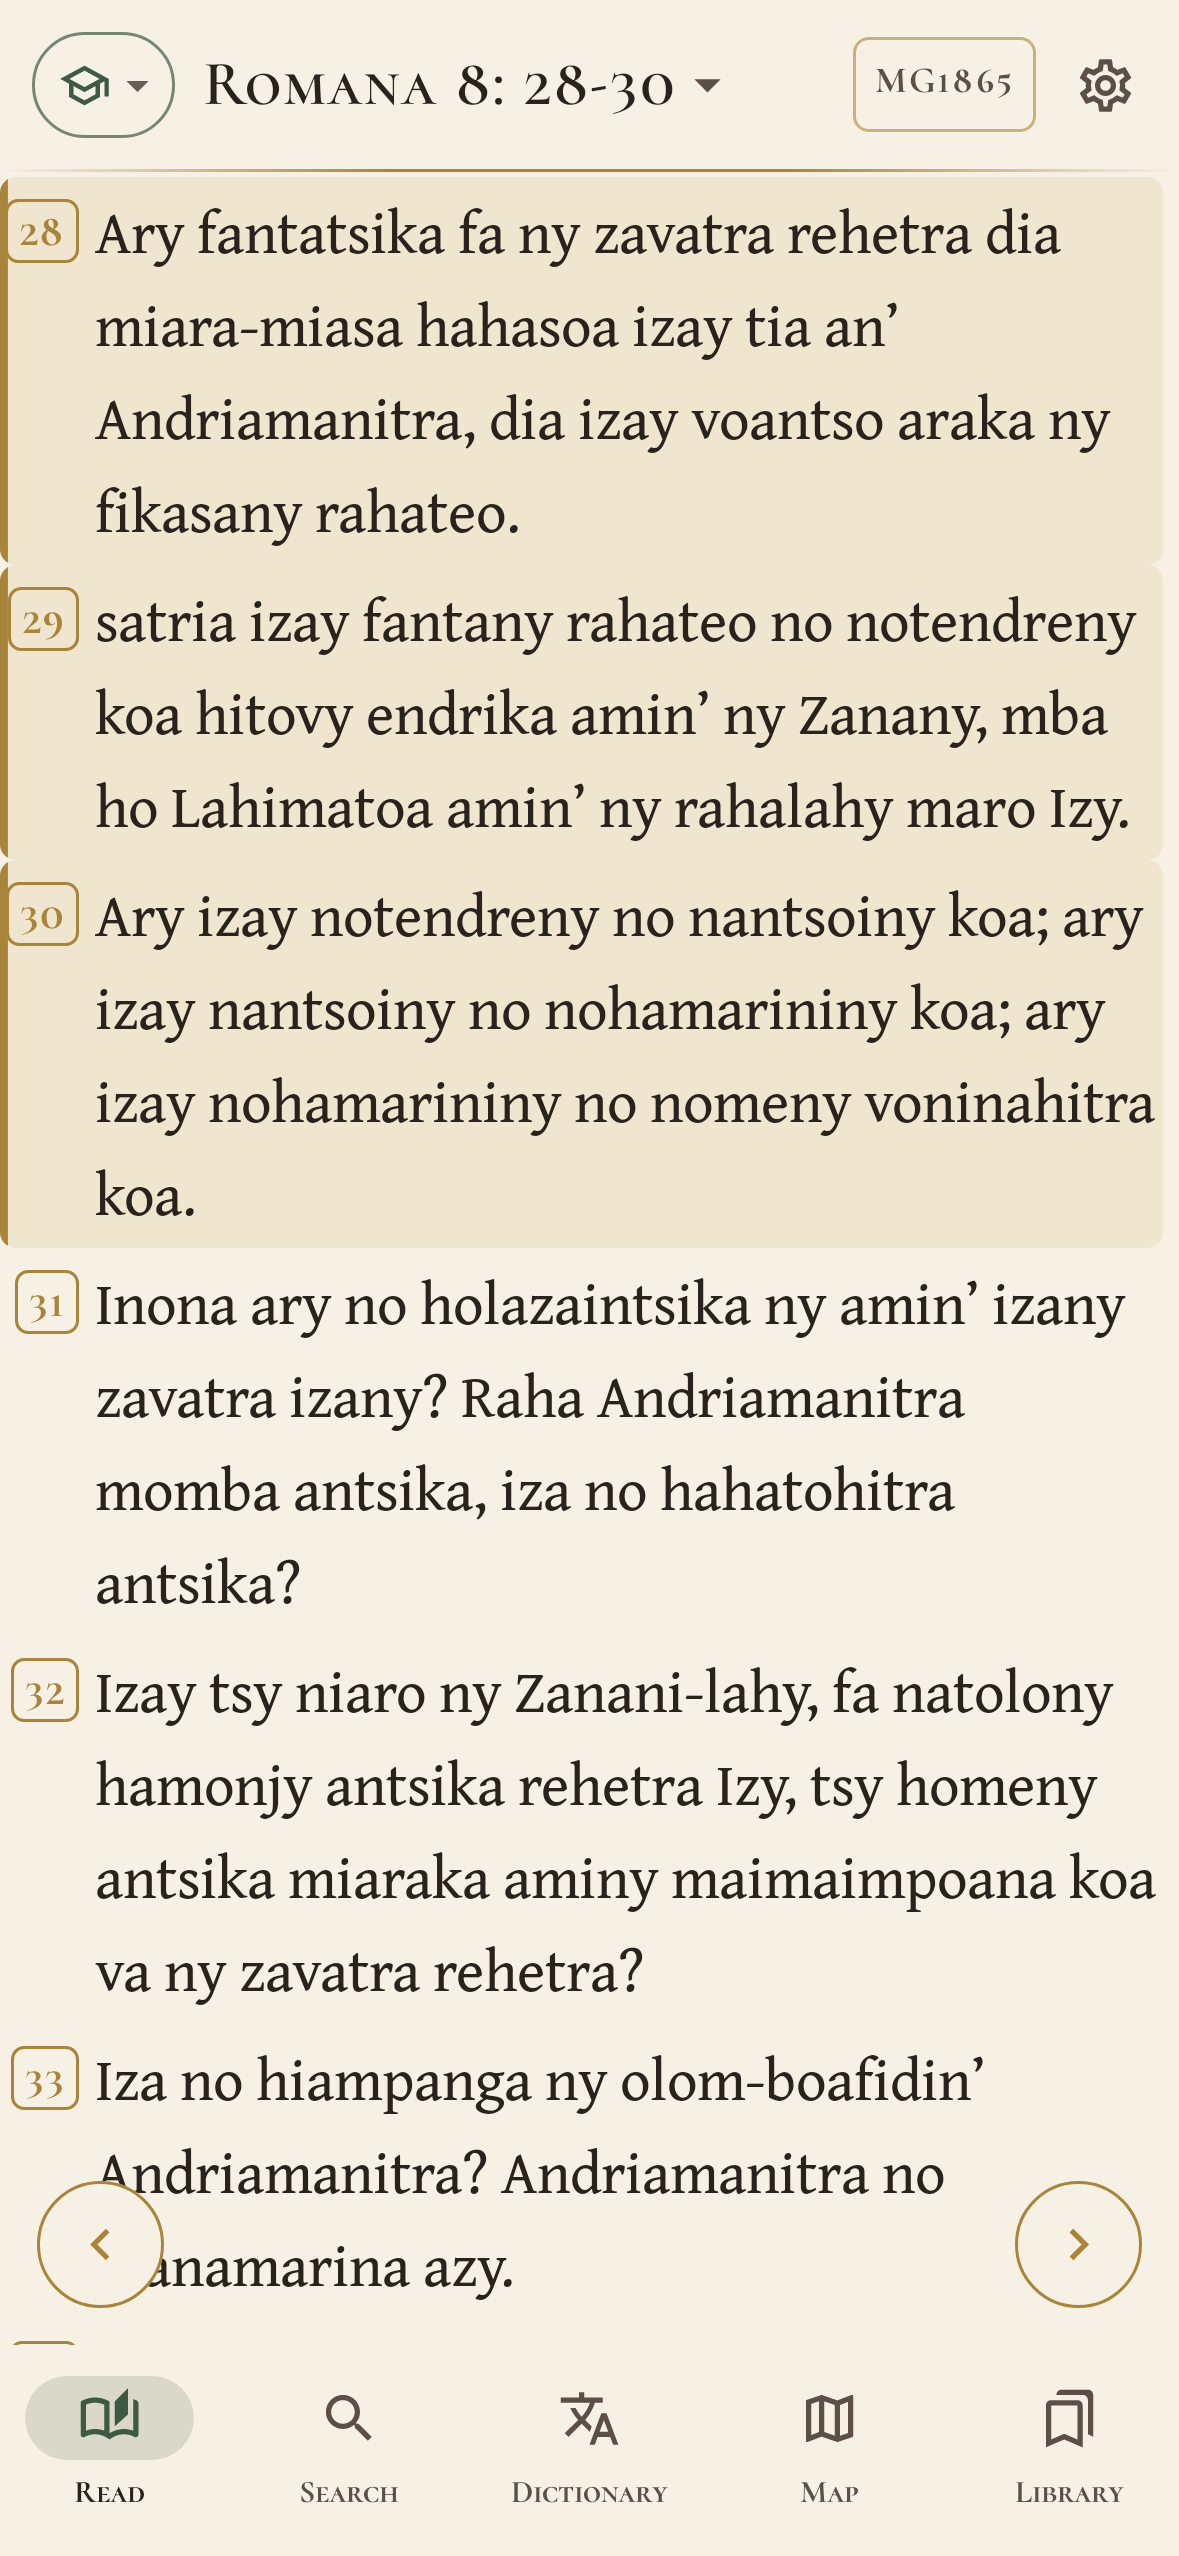 Romana 8: 28-30
MG1865
28 Ary fantatsika fa ny zavatra rehetra dia
miara-miasa hahasoa izay tia an’
Andriamanitra, dia izay voantso araka ny
fikasany rahateo.
29 satria izay fantany rahateo no notendreny
koa hitovy endrika amin’ ny Zanany, mba
ho Lahimatoa amin’ ny rahalahy maro Izy.
30 Ary izay notendreny no nantsoiny koa; ary
izay nantsoiny no nohamarininy koa; ary
izay nohamarininy no nomeny voninahitra
koa.
31 Inona ary no holazaintsika ny amin’ izany
zavatra izany? Raha Andriamanitra
momba antsika, iza no hahatohitra
antsika?
32 Izay tsy niaro ny Zanani-lahy, fa natolony
hamonjy antsika rehetra Izy, tsy homeny
antsika miaraka aminy maimaimpoana koa
va ny zavatra rehetra?
33 Iza no hiampanga ny olom-boafidin’
Andriamanitra? Andriamanitra no
azy.
Read Search Dictionary Map Library